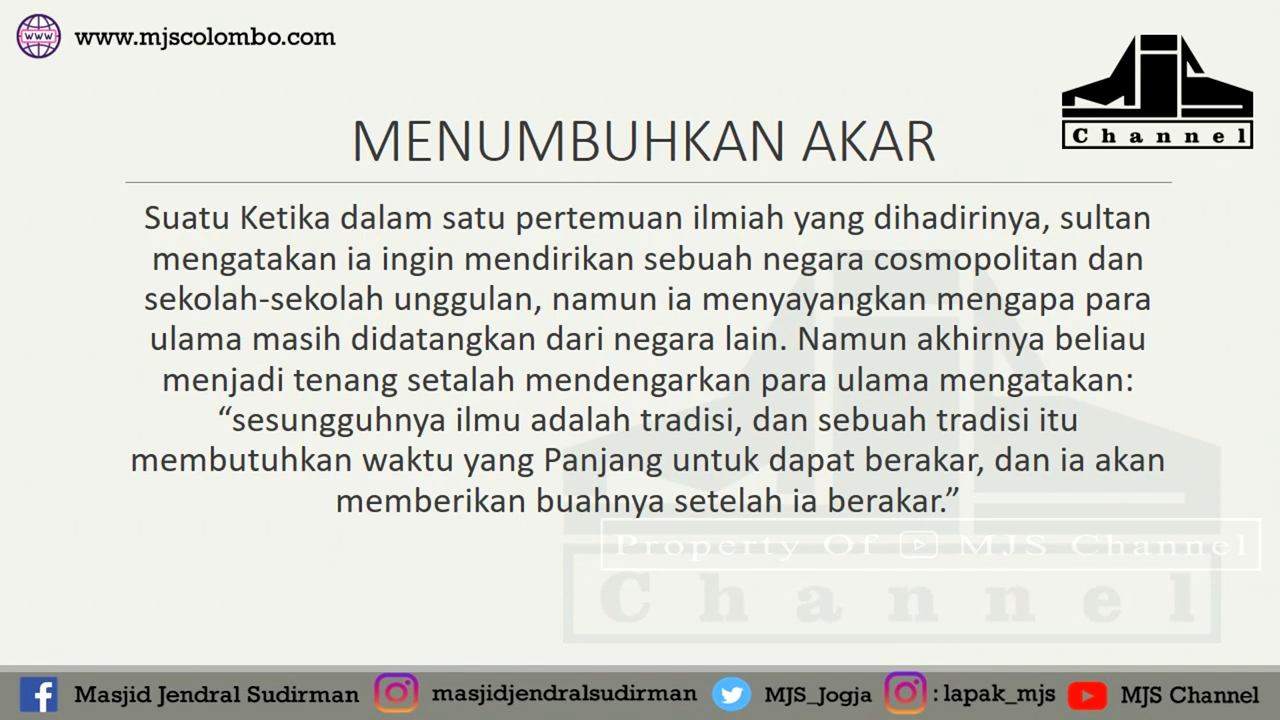 www.mjscolombo.com
MJS
Channel
MENUMBUHKAN AKAR
Suatu Ketika dalam satu pertemuan ilmiah yang dihadirinya, sultan
mengatakan ia ingin mendirikan sebuah negara cosmopolitan dan
sekolah-sekolah unggulan, namun ia menyayangkan mengapa para
ulama masih didatangkan dari negara lain. Namun akhirnya beliau
menjadi tenang setalah mendengarkan para ulama mengatakan:
“sesungguhnya ilmu adalah tradisi, dan sebuah tradisi itu
membutuhkan waktu yang Panjang untuk dapat berakar, dan ia akan
memberikan buahnya setelah ia berakar.”
Property Of MJS Channel
Channel
Masjid Jendral Sudirman masjidjendralsudirman MJS_Jogja : lapak_mjs MJS Channel